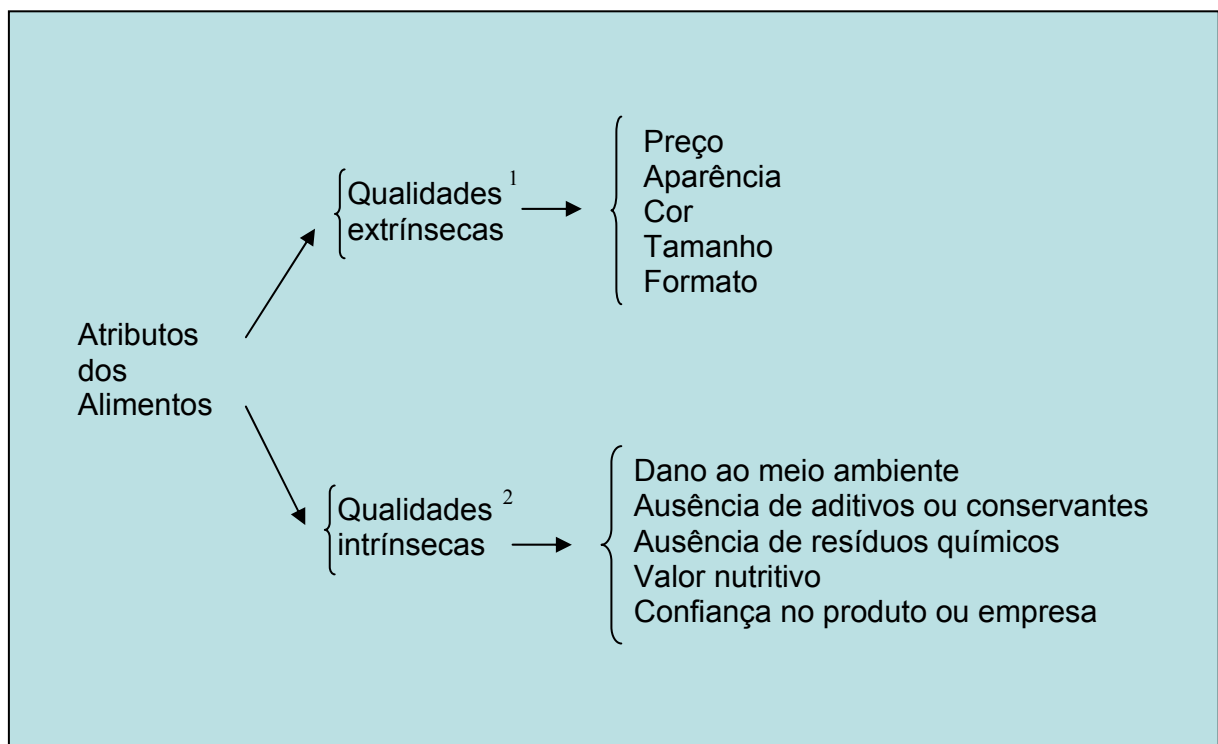 Atributos
dos
Alimentos
Qualidades 1
extrínsecas
Preço
Aparência
Cor
Tamanho
Formato
Qualidades 2
intrínsecas
Dano ao meio ambiente
Ausência de aditivos ou conservantes
Ausência de resíduos químicos
Valor nutritivo
Confiança no produto ou empresa